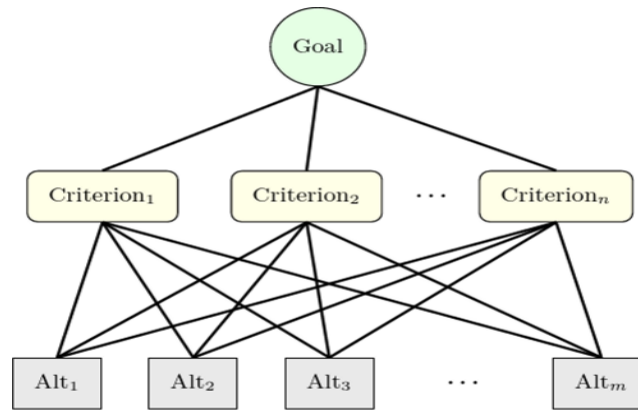 Goal
Criterion₁ Criterion₂ ⋯ Criterionₙ
Alt₁ Alt₂ Alt₃ ⋯ Altₘ